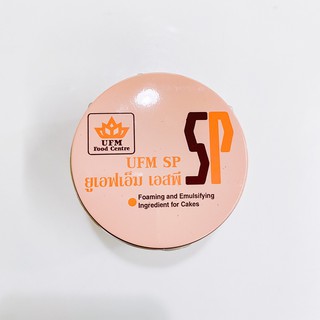 UFM
Food Centre
SP
UFM SP
ยูเอฟเอ็ม เอสพี
Foaming and Emulsifying
Ingredient for Cakes